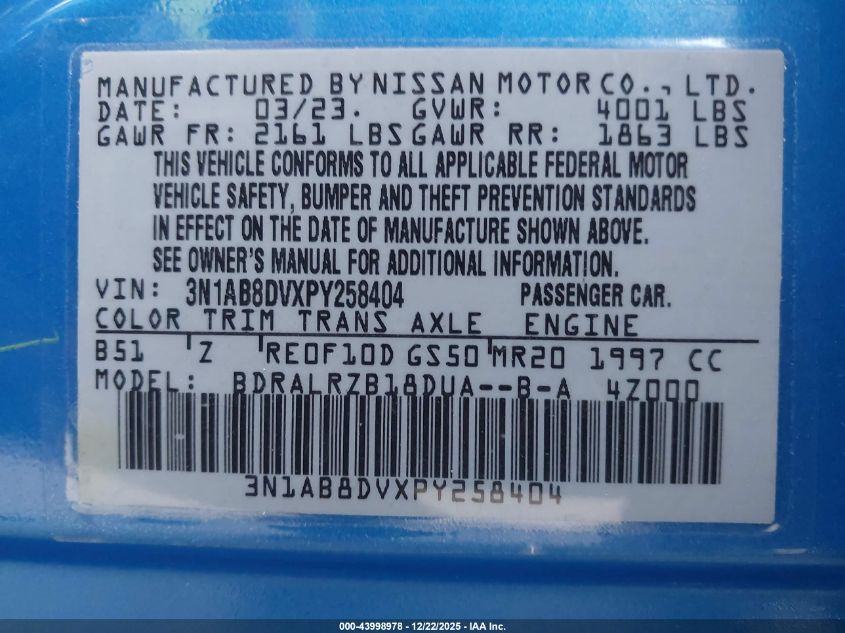 MANUFACTURED BY NISSAN MOTOR CO., LTD.
DATE: 03/23. GVWR: 4001 LBS
GAWR FR: 2161 LBS GAWR RR: 1863 LBS
THIS VEHICLE CONFORMS TO ALL APPLICABLE FEDERAL MOTOR
VEHICLE SAFETY, BUMPER AND THEFT PREVENTION STANDARDS
IN EFFECT ON THE DATE OF MANUFACTURE SHOWN ABOVE.
SEE OWNER'S MANUAL FOR ADDITIONAL INFORMATION.
VIN: 3N1AB8DVXPY258404 PASSENGER CAR.
COLOR TRIM TRANS AXLE ENGINE
B51 Z RE0F10D GS50 MR20 1997 CC
MODEL: BDRALRZB18DUA--B-A 4Z000
3N1AB8DVXPY258404
000-43998978 • 12/22/2025 - IAA Inc.